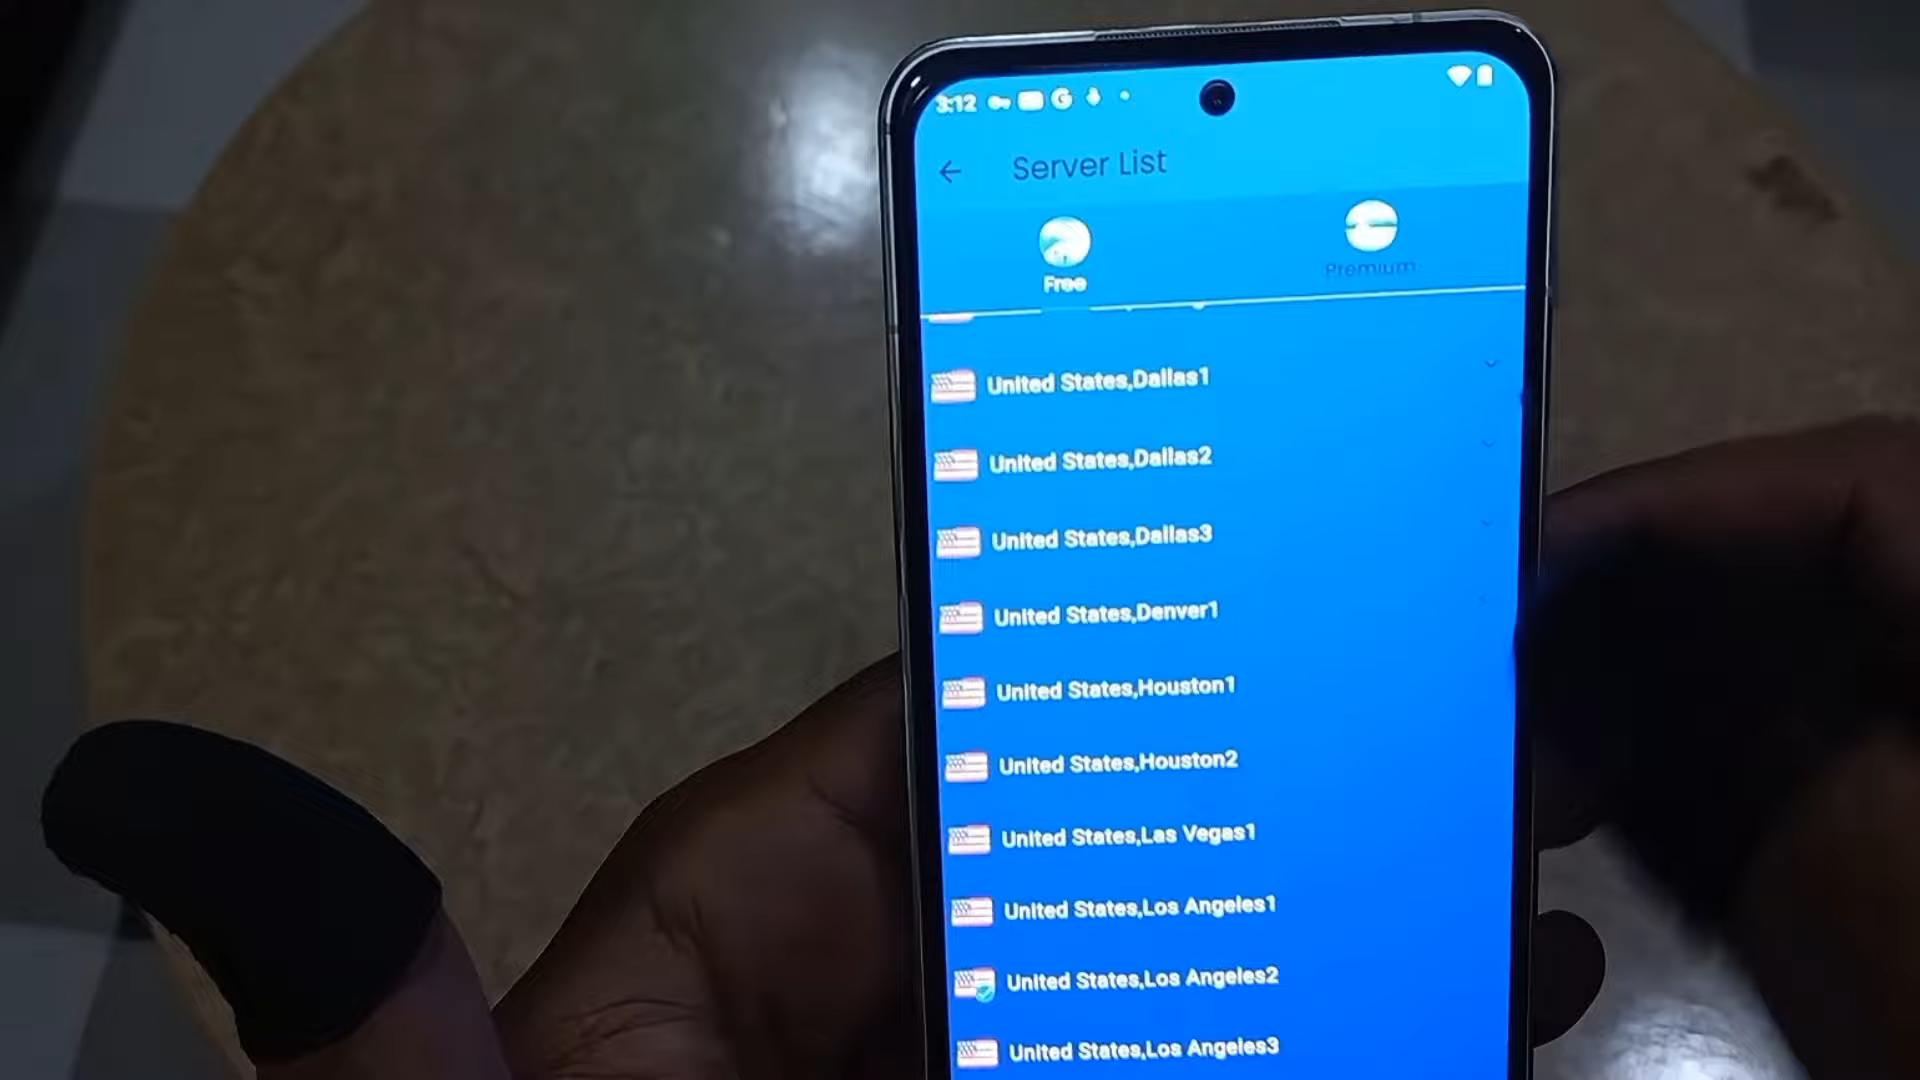 3:12
Server List
Free
Premium
United States,Dallas1
United States,Dallas2
United States,Dallas3
United States,Denver1
United States,Houston1
United States,Houston2
United States,Las Vegas1
United States,Los Angeles1
United States,Los Angeles2
United States,Los Angeles3